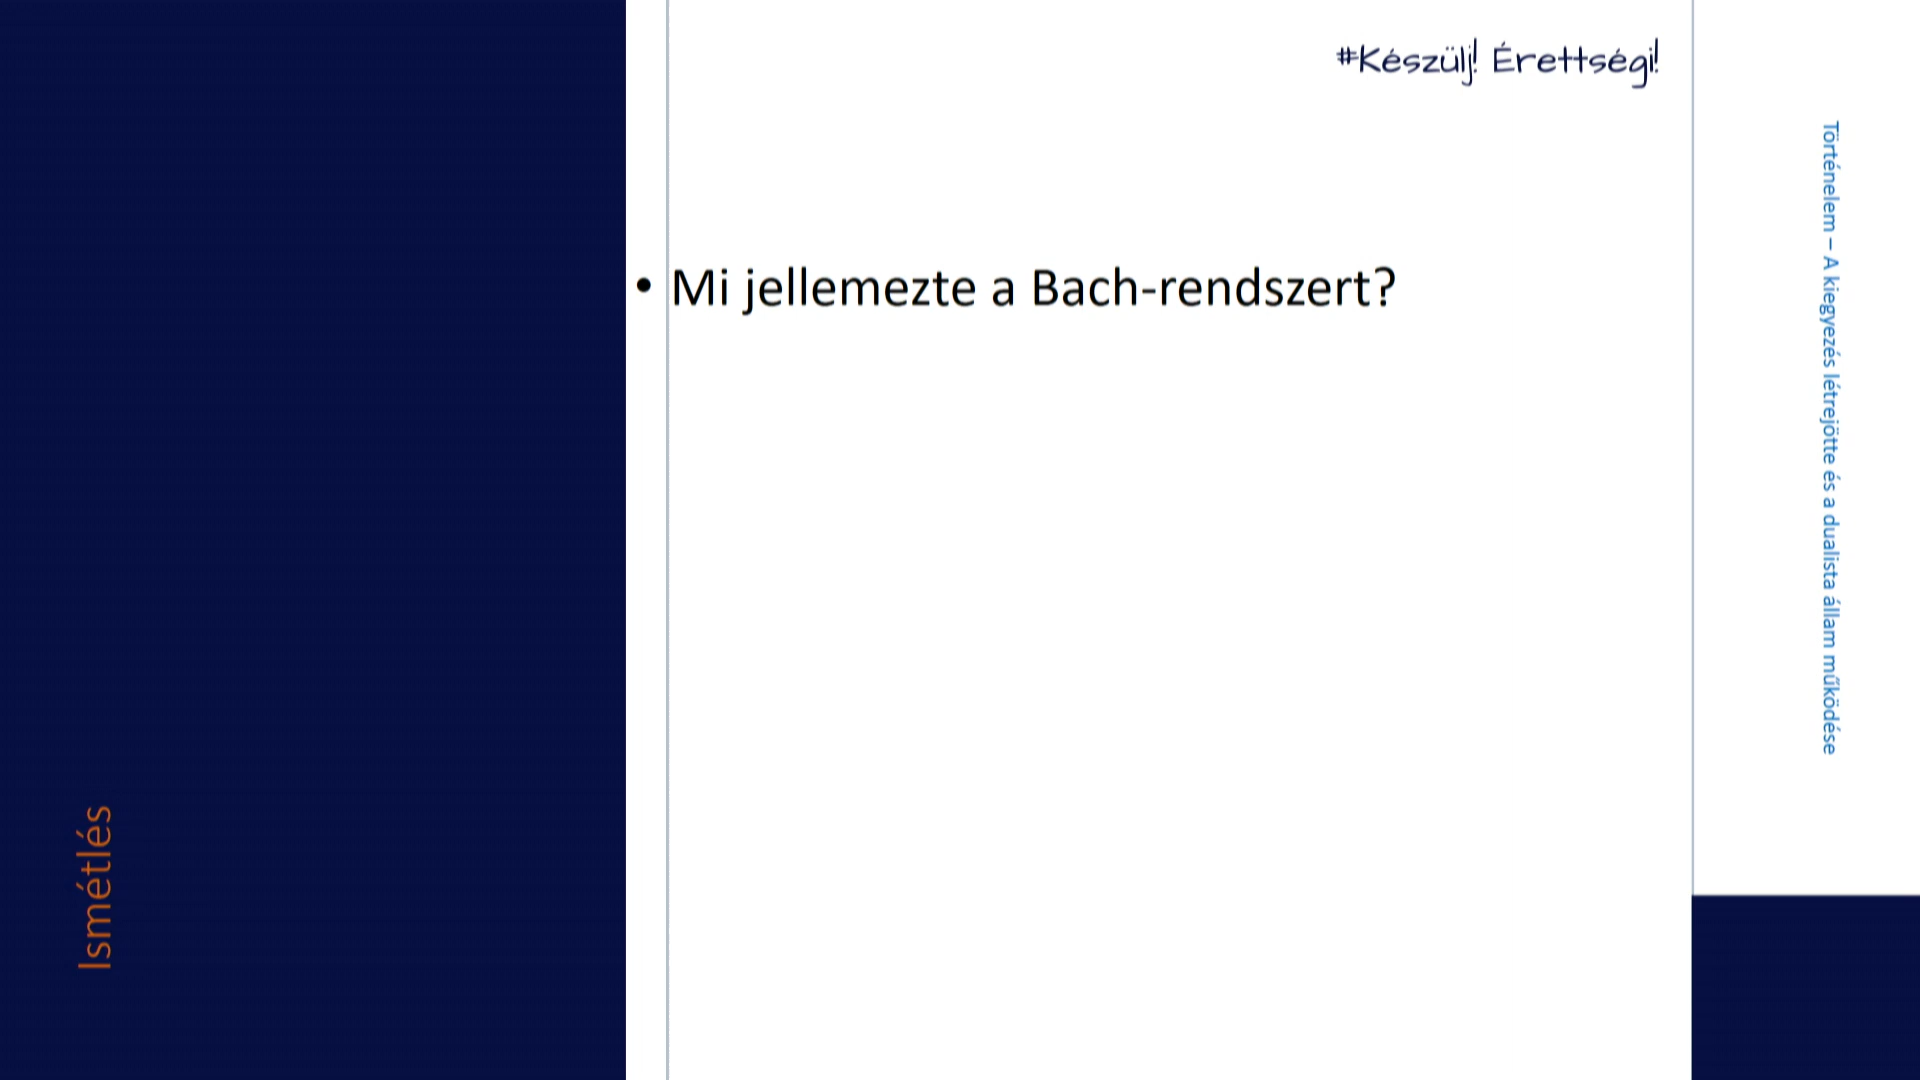 #Készülj! Érettségi!
• Mi jellemezte a Bach-rendszert?
Történelem – A kiegyezés létrejötte és a dualista állam működése
Ismétlés